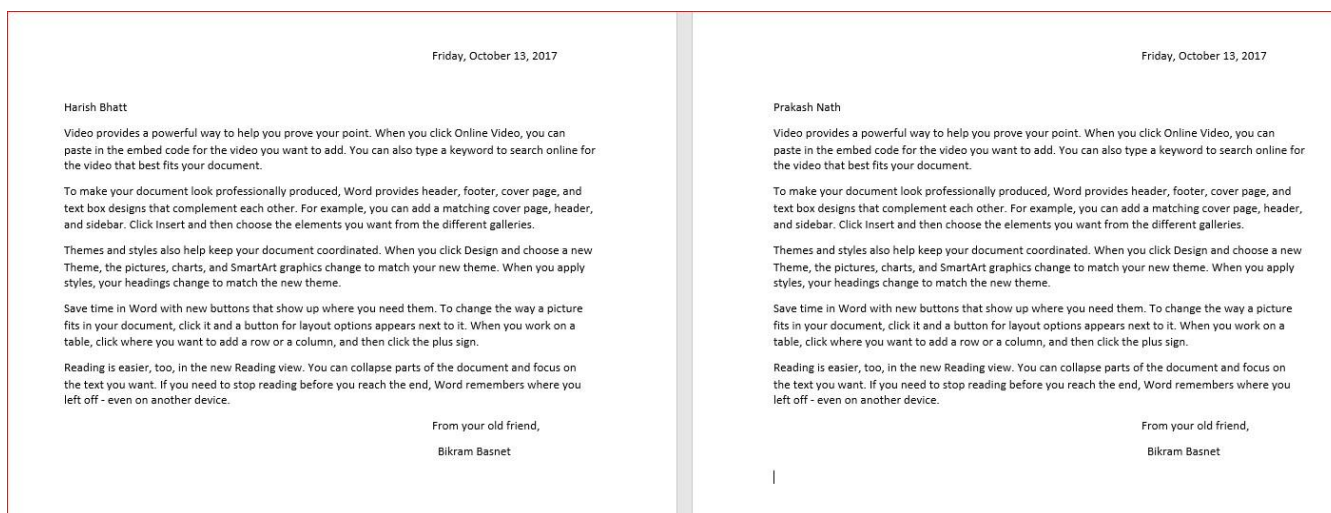 Friday, October 13, 2017
Harish Bhatt
Video provides a powerful way to help you prove your point. When you click Online Video, you can
paste in the embed code for the video you want to add. You can also type a keyword to search online for
the video that best fits your document.
To make your document look professionally produced, Word provides header, footer, cover page, and
text box designs that complement each other. For example, you can add a matching cover page, header,
and sidebar. Click Insert and then choose the elements you want from the different galleries.
Themes and styles also help keep your document coordinated. When you click Design and choose a new
Theme, the pictures, charts, and SmartArt graphics change to match your new theme. When you apply
styles, your headings change to match the new theme.
Save time in Word with new buttons that show up where you need them. To change the way a picture
fits in your document, click it and a button for layout options appears next to it. When you work on a
table, click where you want to add a row or a column, and then click the plus sign.
Reading is easier, too, in the new Reading view. You can collapse parts of the document and focus on
the text you want. If you need to stop reading before you reach the end, Word remembers where you
left off - even on another device.
From your old friend,
Bikram Basnet
Friday, October 13, 2017
Prakash Nath
Video provides a powerful way to help you prove your point. When you click Online Video, you can
paste in the embed code for the video you want to add. You can also type a keyword to search online for
the video that best fits your document.
To make your document look professionally produced, Word provides header, footer, cover page, and
text box designs that complement each other. For example, you can add a matching cover page, header,
and sidebar. Click Insert and then choose the elements you want from the different galleries.
Themes and styles also help keep your document coordinated. When you click Design and choose a new
Theme, the pictures, charts, and SmartArt graphics change to match your new theme. When you apply
styles, your headings change to match the new theme.
Save time in Word with new buttons that show up where you need them. To change the way a picture
fits in your document, click it and a button for layout options appears next to it. When you work on a
table, click where you want to add a row or a column, and then click the plus sign.
Reading is easier, too, in the new Reading view. You can collapse parts of the document and focus on
the text you want. If you need to stop reading before you reach the end, Word remembers where you
left off - even on another device.
From your old friend,
Bikram Basnet